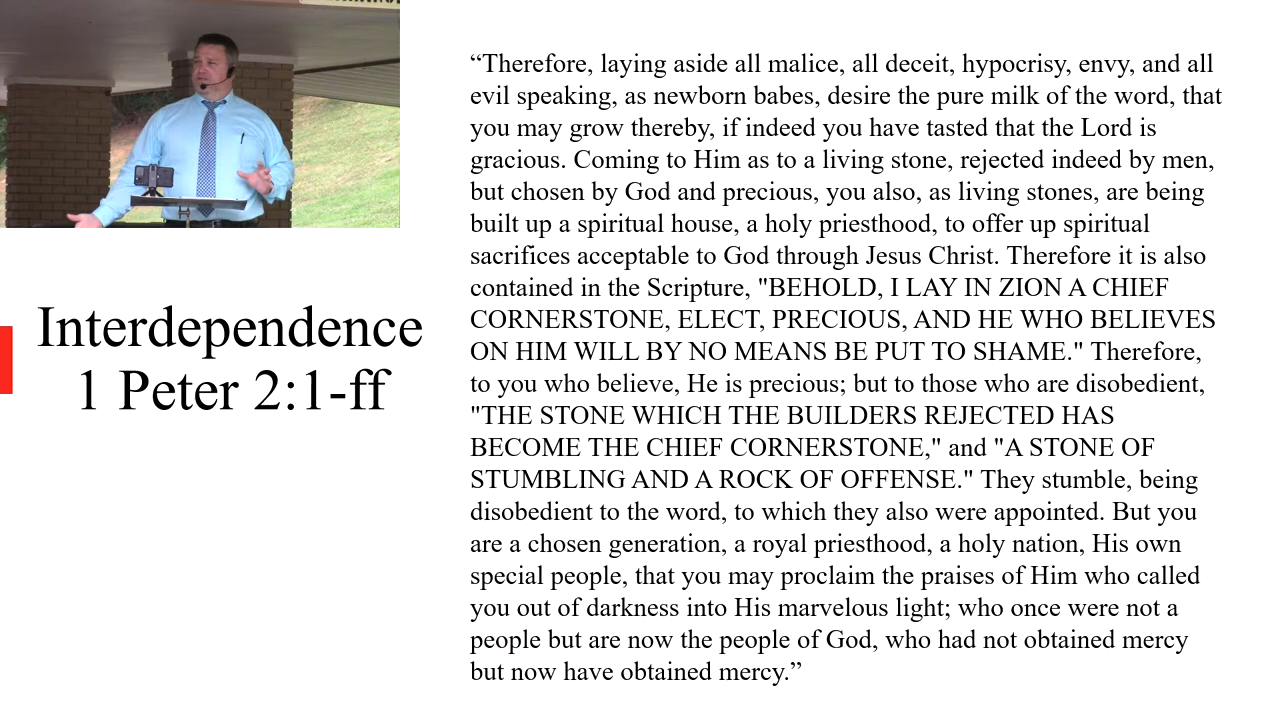 Interdependence
1 Peter 2:1-ff
“Therefore, laying aside all malice, all deceit, hypocrisy, envy, and all
evil speaking, as newborn babes, desire the pure milk of the word, that
you may grow thereby, if indeed you have tasted that the Lord is
gracious. Coming to Him as to a living stone, rejected indeed by men,
but chosen by God and precious, you also, as living stones, are being
built up a spiritual house, a holy priesthood, to offer up spiritual
sacrifices acceptable to God through Jesus Christ. Therefore it is also
contained in the Scripture, "BEHOLD, I LAY IN ZION A CHIEF
CORNERSTONE, ELECT, PRECIOUS, AND HE WHO BELIEVES
ON HIM WILL BY NO MEANS BE PUT TO SHAME." Therefore,
to you who believe, He is precious; but to those who are disobedient,
"THE STONE WHICH THE BUILDERS REJECTED HAS
BECOME THE CHIEF CORNERSTONE," and "A STONE OF
STUMBLING AND A ROCK OF OFFENSE." They stumble, being
disobedient to the word, to which they also were appointed. But you
are a chosen generation, a royal priesthood, a holy nation, His own
special people, that you may proclaim the praises of Him who called
you out of darkness into His marvelous light; who once were not a
people but are now the people of God, who had not obtained mercy
but now have obtained mercy.”